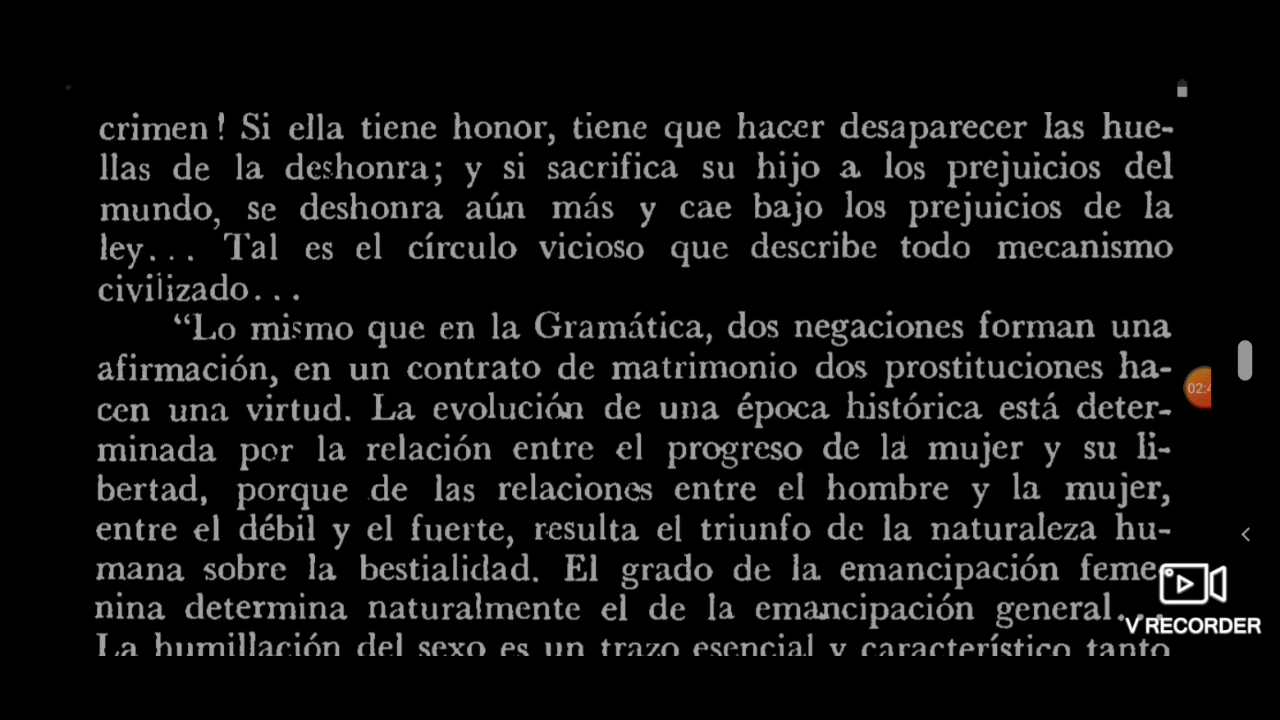 crimen! Si ella tiene honor, tiene que hacer desaparecer las hue-
llas de la deshonra; y si sacrifica su hijo a los prejuicios del
mundo, se deshonra aún más y cae bajo los prejuicios de la
ley... Tal es el círculo vicioso que describe todo mecanismo
civilizado...
“Lo mismo que en la Gramática, dos negaciones forman una
afirmación, en un contrato de matrimonio dos prostituciones ha-
cen una virtud. La evolución de una época histórica está deter-
minada por la relación entre el progreso de la mujer y su li-
bertad, porque de las relaciones entre el hombre y la mujer,
entre el débil y el fuerte, resulta el triunfo de la naturaleza hu-
mana sobre la bestialidad. El grado de la emancipación feme-
nina determina naturalmente el de la emancipación general...
La humillación del sexo es un trazo esencial y característico tanto
02:4
V RECORDER